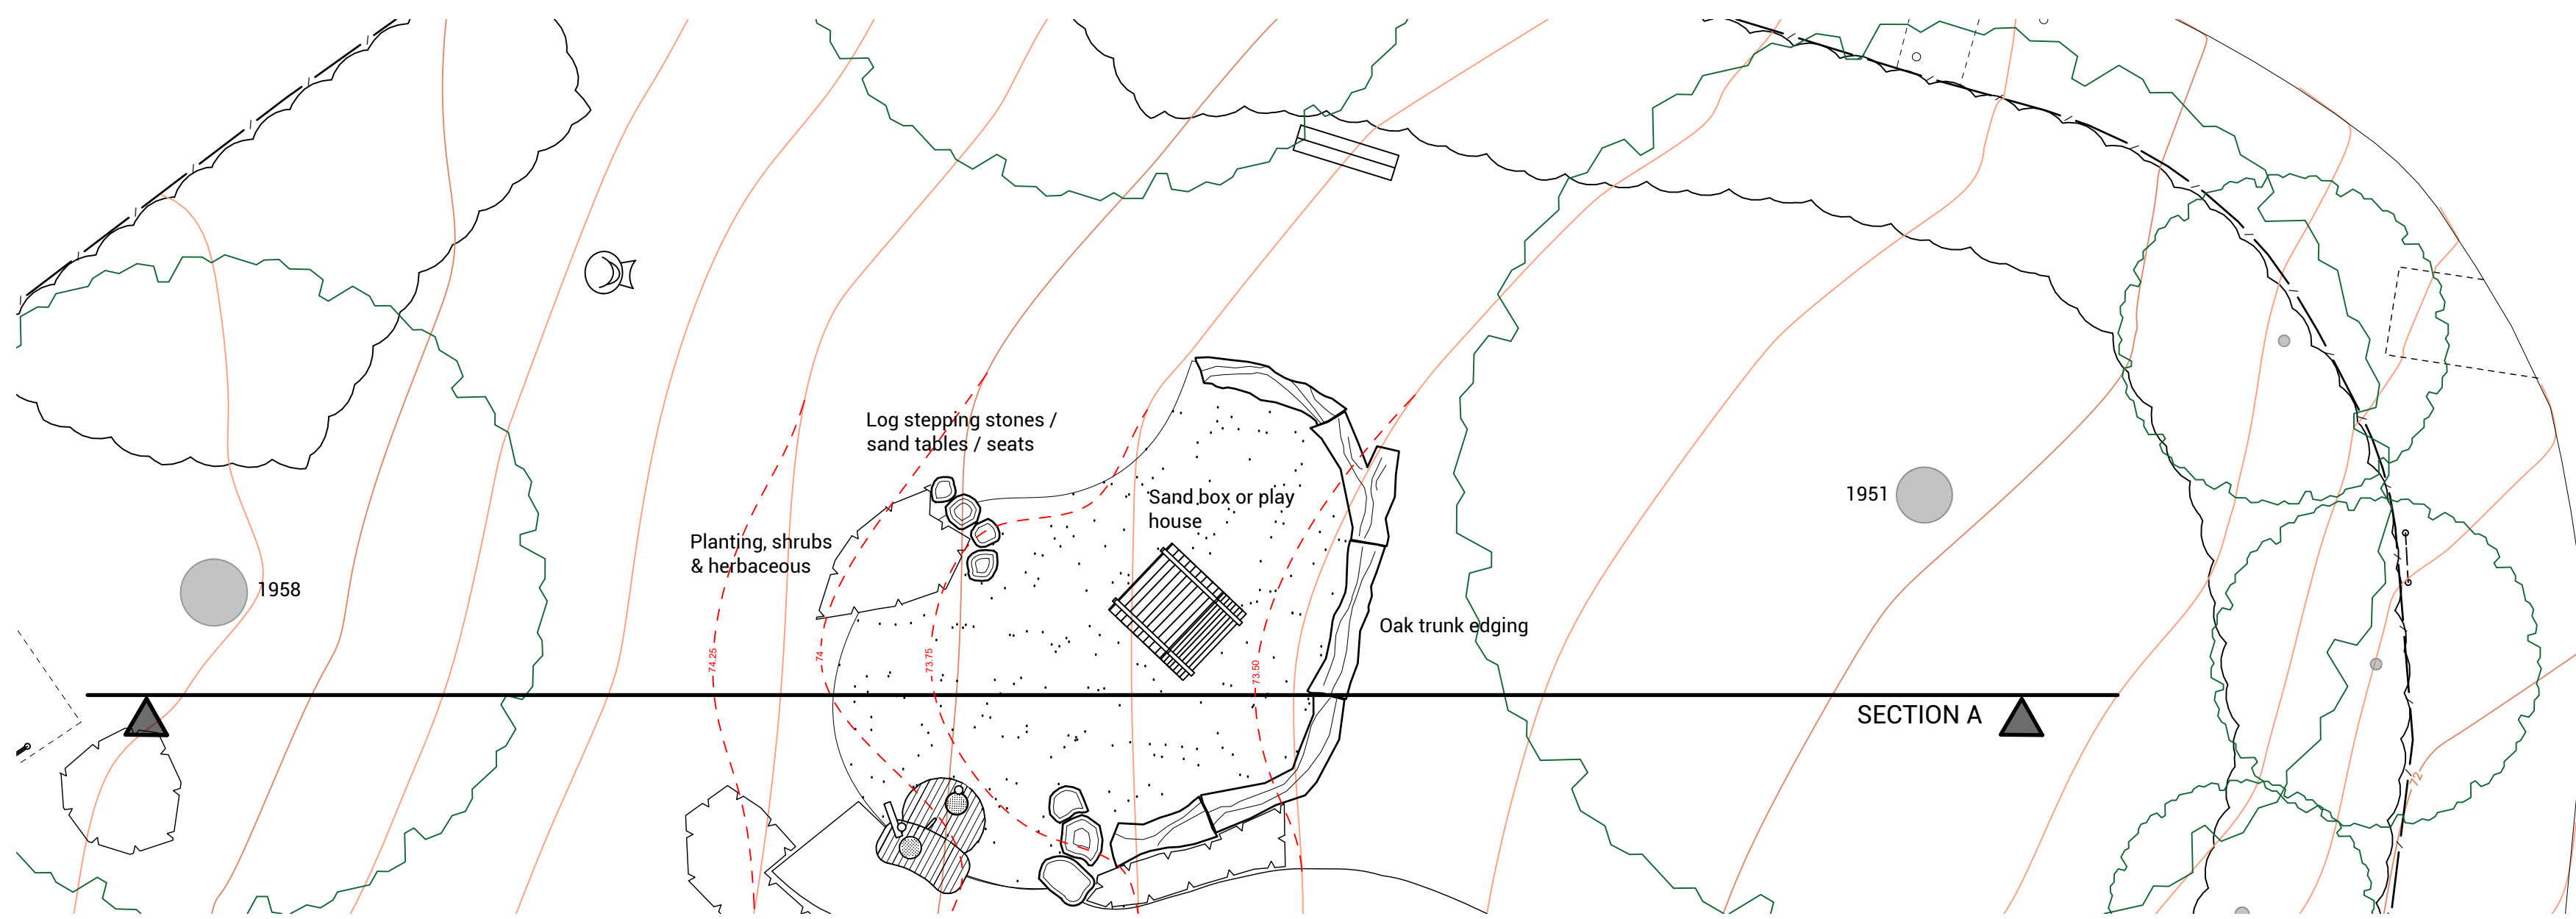 Log stepping stones /
sand tables / seats
Sand box or play
house
1951
Planting, shrubs
& herbaceous
1958
Oak trunk edging
74.25
74
73.75
73.50
SECTION A
72